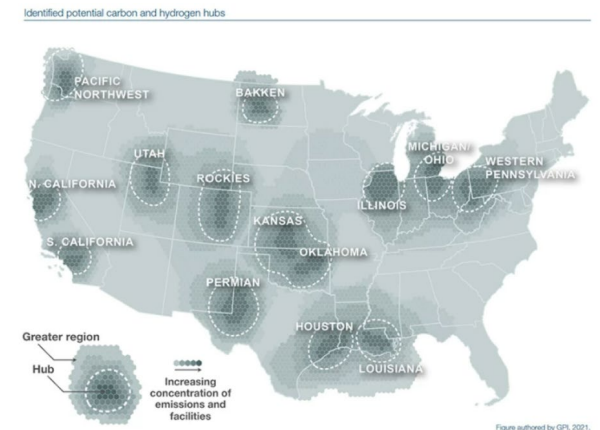 Identified potential carbon and hydrogen hubs
PACIFIC
NORTHWEST
BAKKEN
UTAH
ROCKIES
MICHIGAN/
OHIO
WESTERN
PENNSYLVANIA
N. CALIFORNIA
ILLINOIS
KANSAS
S. CALIFORNIA
OKLAHOMA
PERMIAN
HOUSTON
LOUISIANA
Greater region
Hub
Increasing
concentration of
emissions and
facilities
Figure authored by GPI, 2021.